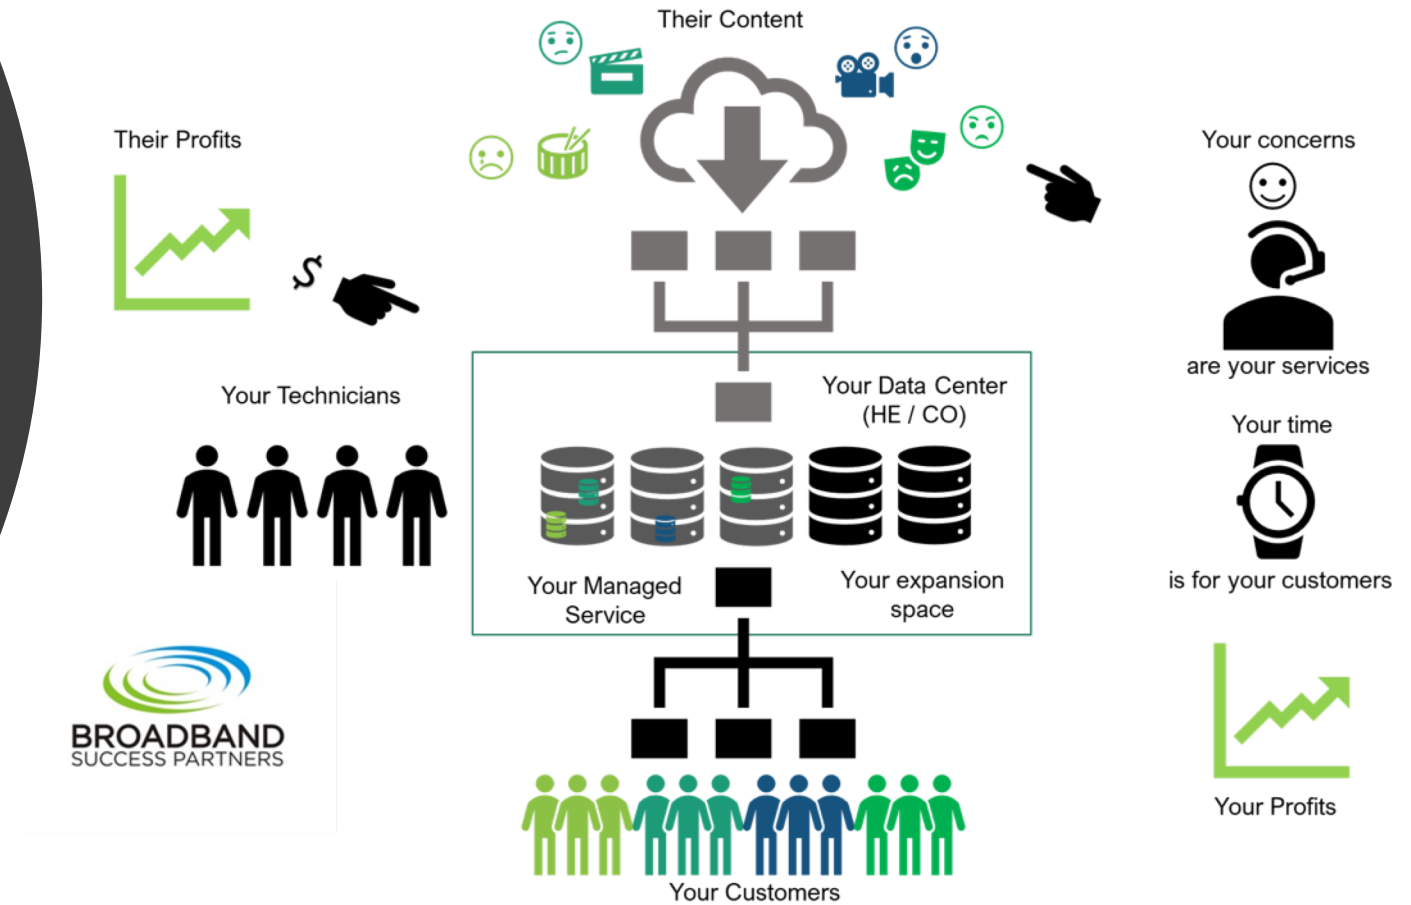 Their Content
Their Profits
$
Your concerns
are your services
Your Technicians
Your Data Center
(HE / CO)
Your time
is for your customers
Your Managed
Service
Your expansion
space
BROADBAND
SUCCESS PARTNERS
Your Profits
Your Customers